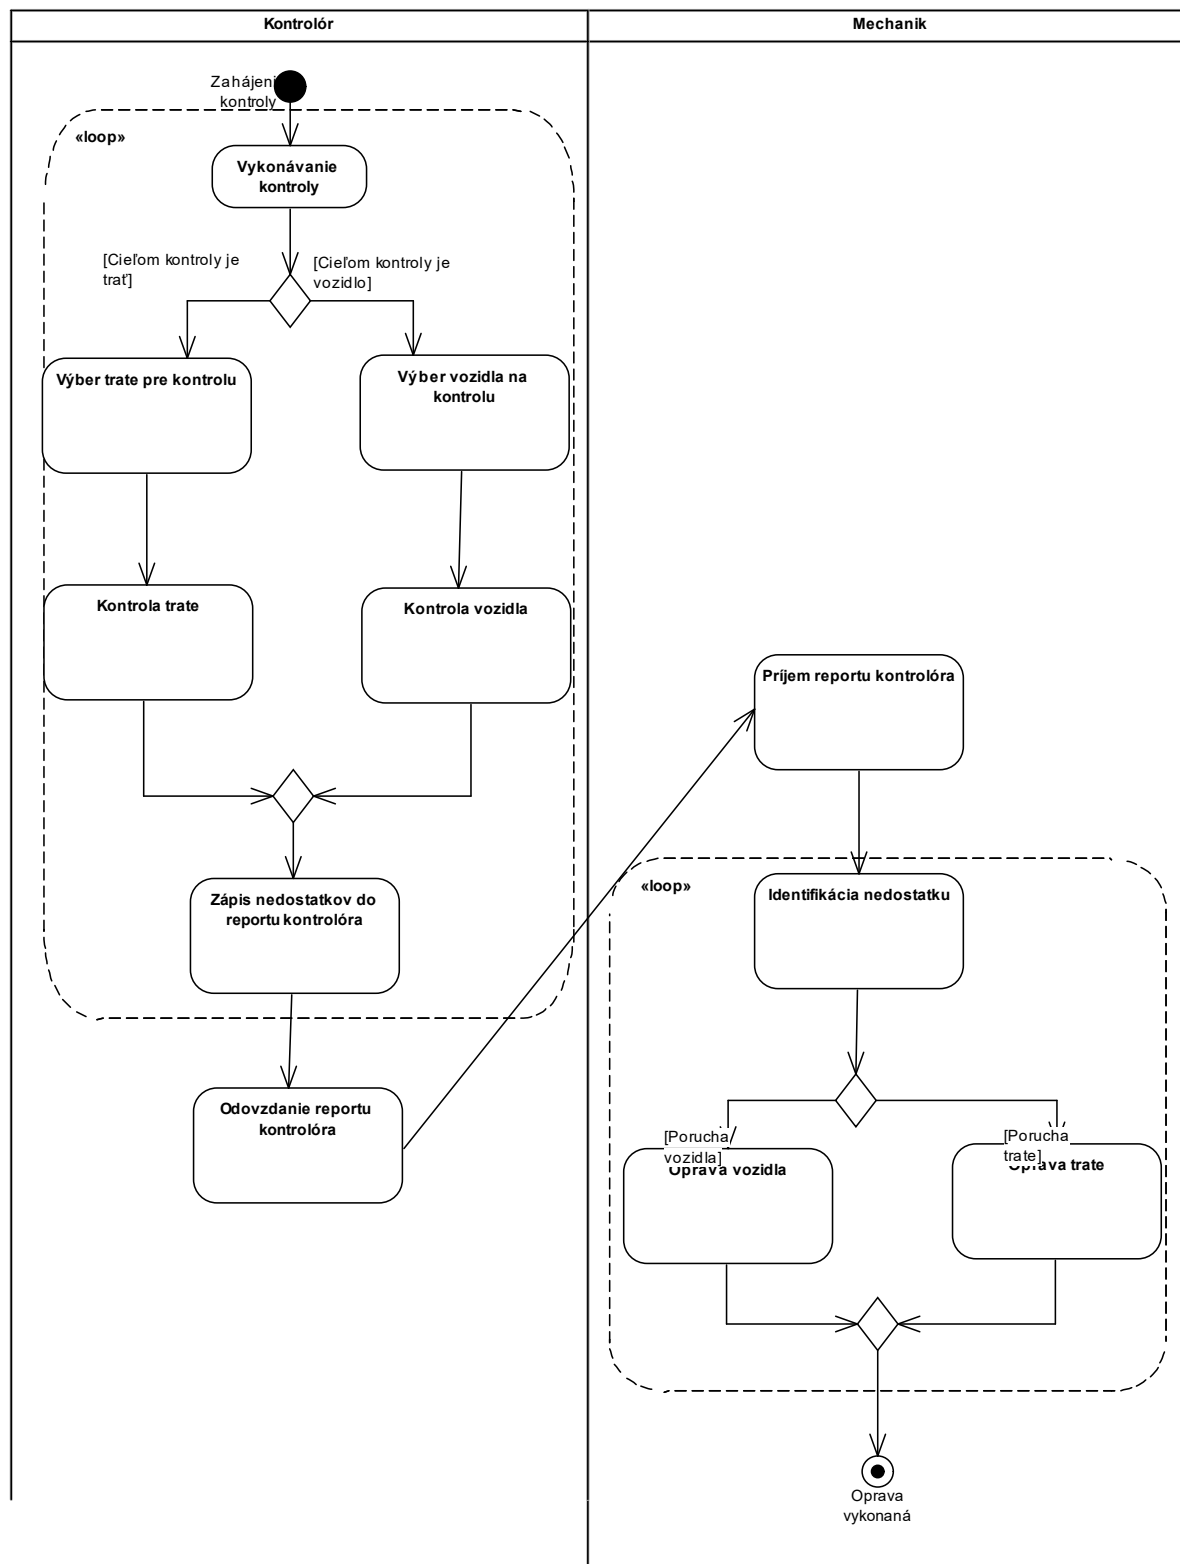 Kontrolór
Mechanik
Zahájeni
kontroly
«loop»
Vykonávanie
kontroly
[Cieľom kontroly je
trať]
[Cieľom kontroly je
vozidlo]
Výber trate pre kontrolu
Výber vozidla na
kontrolu
Kontrola trate
Kontrola vozidla
Príjem reportu kontrolóra
Zápis nedostatkov do
reportu kontrolóra
«loop»
Identifikácia nedostatku
Odovzdanie reportu
kontrolóra
[Porucha
vozidla]
Oprava vozidla
[Porucha
trate]
Oprava trate
Oprava
vykonaná